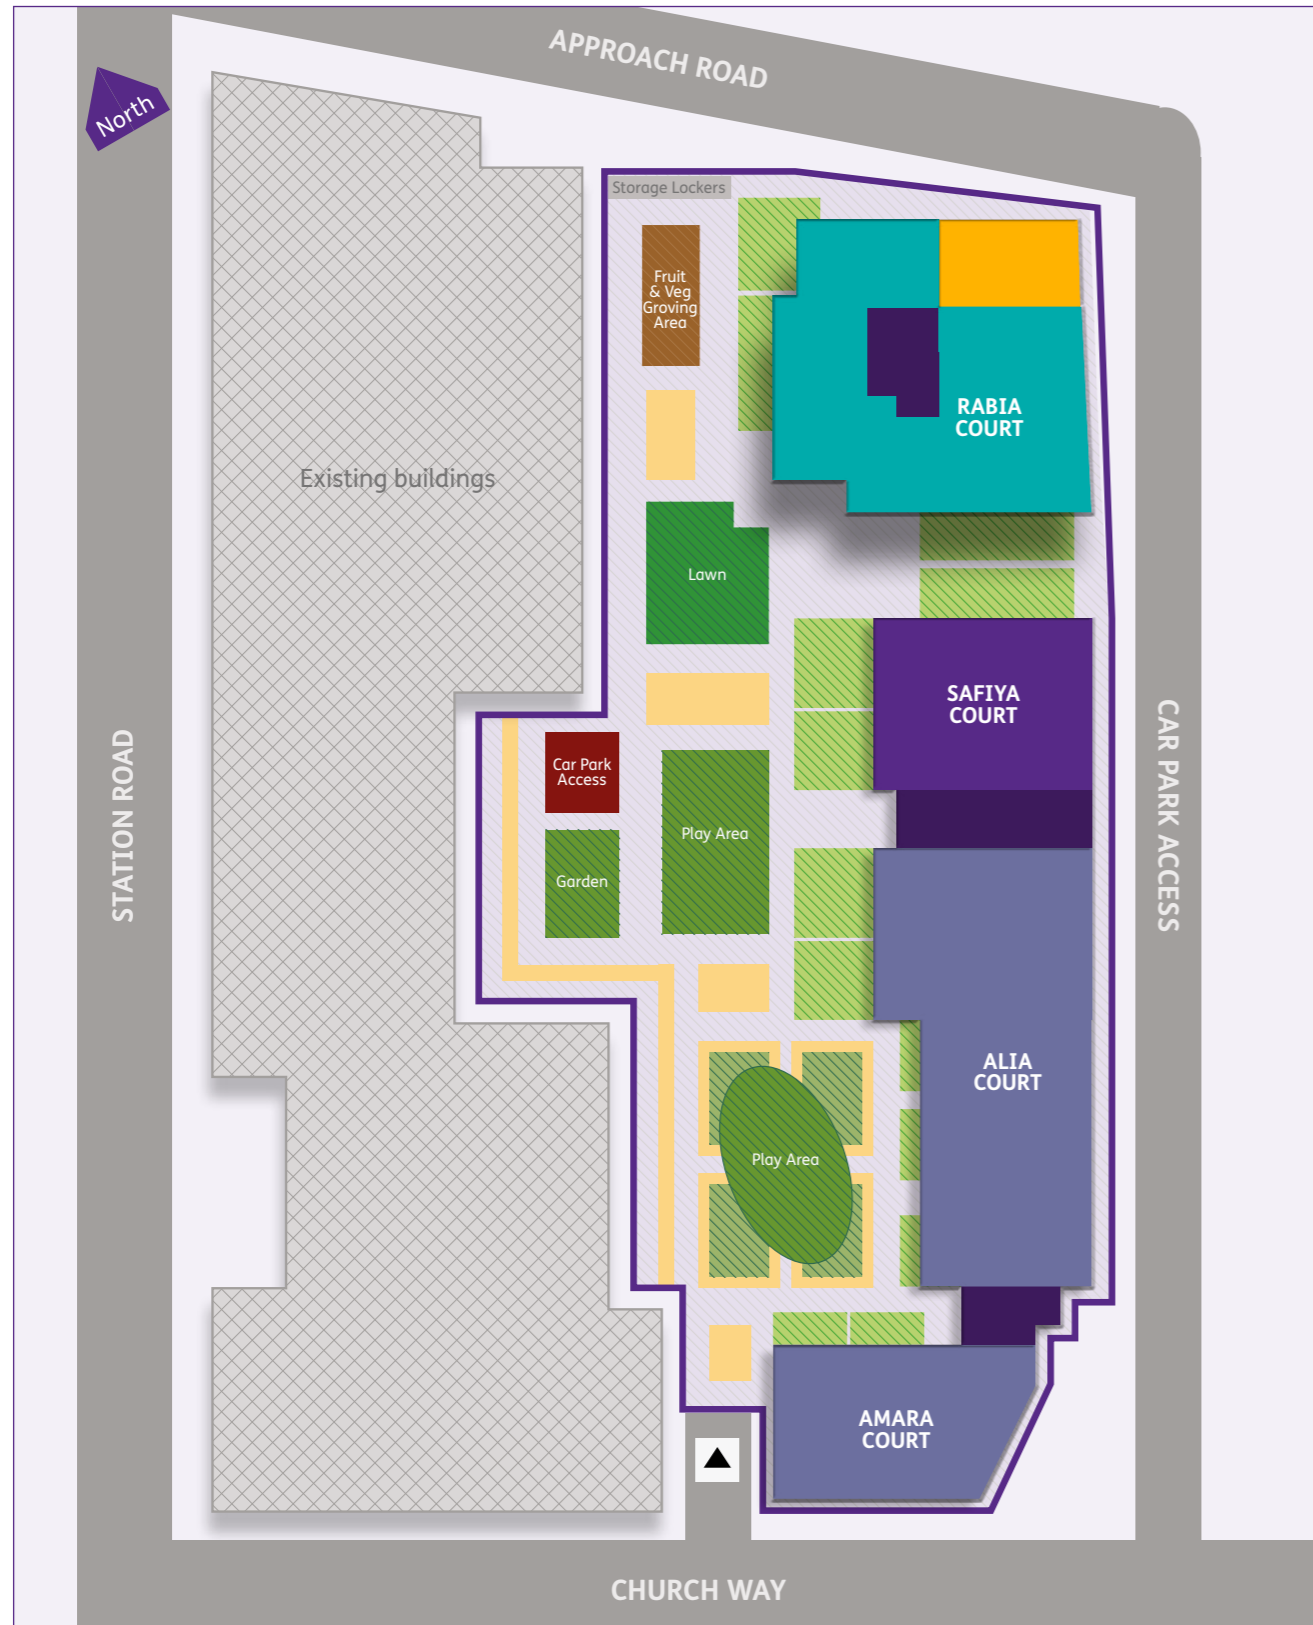 APPROACH ROAD
North
Storage Lockers
Fruit
& Veg
Groving
Area
RABIA
COURT
Existing buildings
Lawn
SAFIYA
COURT
CAR PARK ACCESS
STATION ROAD
Car Park
Access
Play Area
Garden
ALIA
COURT
Play Area
AMARA
COURT
CHURCH WAY